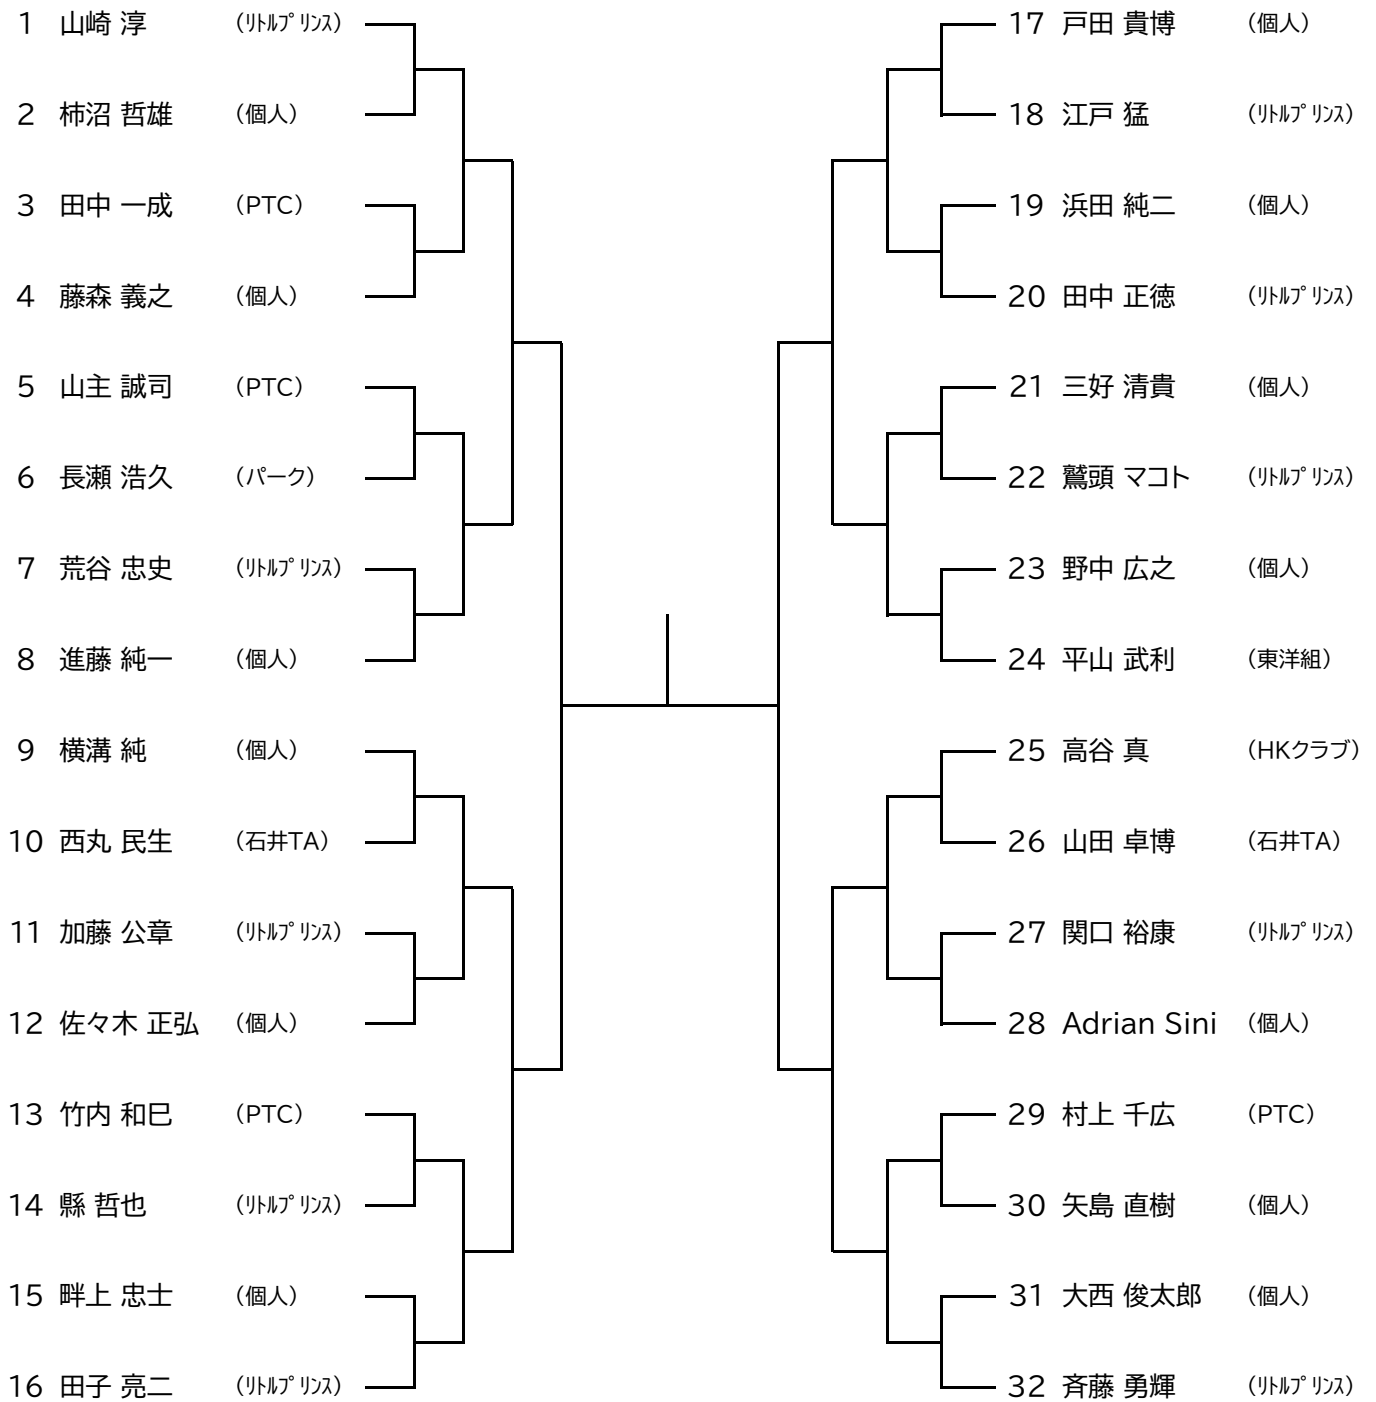 1 山崎 淳 (ﾘﾄﾙﾌﾟﾘﾝｽ)
2 柿沼 哲雄 (個人)
3 田中 一成 (PTC)
4 藤森 義之 (個人)
5 山主 誠司 (PTC)
6 長瀬 浩久 (パーク)
7 荒谷 忠史 (ﾘﾄﾙﾌﾟﾘﾝｽ)
8 進藤 純一 (個人)
9 横溝 純 (個人)
10 西丸 民生 (石井TA)
11 加藤 公章 (ﾘﾄﾙﾌﾟﾘﾝｽ)
12 佐々木 正弘 (個人)
13 竹内 和巳 (PTC)
14 縣 哲也 (ﾘﾄﾙﾌﾟﾘﾝｽ)
15 畔上 忠士 (個人)
16 田子 亮二 (ﾘﾄﾙﾌﾟﾘﾝｽ)
17 戸田 貴博 (個人)
18 江戸 猛 (ﾘﾄﾙﾌﾟﾘﾝｽ)
19 浜田 純二 (個人)
20 田中 正徳 (ﾘﾄﾙﾌﾟﾘﾝｽ)
21 三好 清貴 (個人)
22 鷲頭 マコト (ﾘﾄﾙﾌﾟﾘﾝｽ)
23 野中 広之 (個人)
24 平山 武利 (東洋組)
25 高谷 真 (HKクラブ)
26 山田 卓博 (石井TA)
27 関口 裕康 (ﾘﾄﾙﾌﾟﾘﾝｽ)
28 Adrian Sini (個人)
29 村上 千広 (PTC)
30 矢島 直樹 (個人)
31 大西 俊太郎 (個人)
32 斉藤 勇輝 (ﾘﾄﾙﾌﾟﾘﾝｽ)